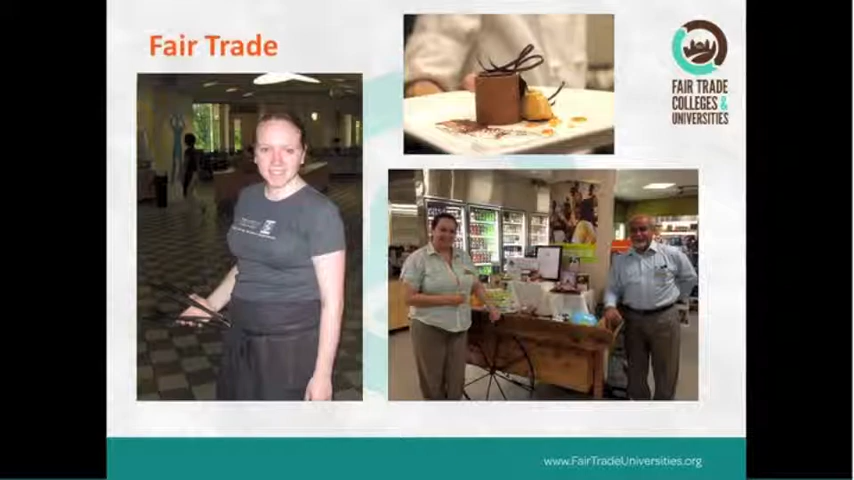 Fair Trade
FAIR TRADE
COLLEGES &
UNIVERSITIES
www.FairTradeUniversities.org